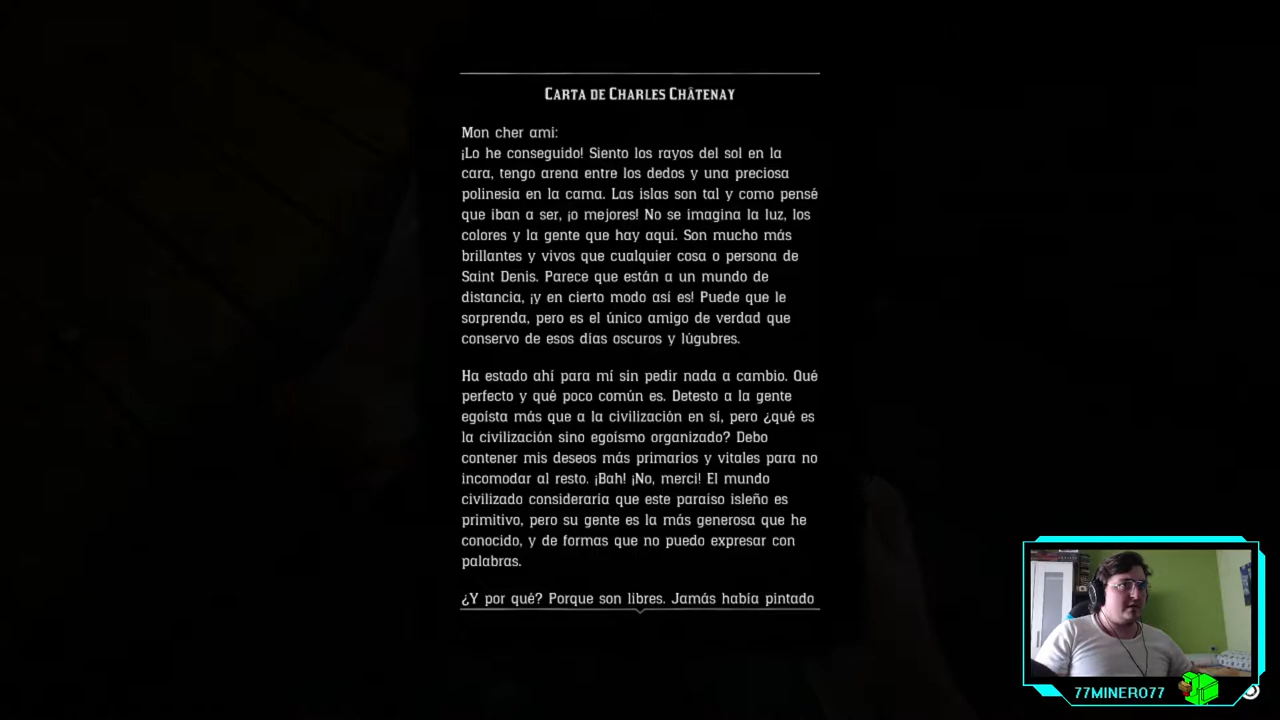 CARTA DE CHARLES CHÂTENAY
Mon cher ami:
¡Lo he conseguido! Siento los rayos del sol en la
cara, tengo arena entre los dedos y una preciosa
polinesia en la cama. Las islas son tal y como pensé
que iban a ser, ¡o mejores! No se imagina la luz, los
colores y la gente que hay aquí. Son mucho más
brillantes y vivos que cualquier cosa o persona de
Saint Denis. Parece que están a un mundo de
distancia, ¡y en cierto modo así es! Puede que le
sorprenda, pero es el único amigo de verdad que
conservo de esos días oscuros y lúgubres.
Ha estado ahí para mí sin pedir nada a cambio. Qué
perfecto y qué poco común es. Detesto a la gente
egoísta más que a la civilización en sí, pero ¿qué es
la civilización sino egoísmo organizado? Debo
contener mis deseos más primarios y vitales para no
incomodar al resto. ¡Bah! ¡No, merci! El mundo
civilizado consideraría que este paraíso isleño es
primitivo, pero su gente es la más generosa que he
conocido, y de formas que no puedo expresar con
palabras.
¿Y por qué? Porque son libres. Jamás había pintado
77MINERO77